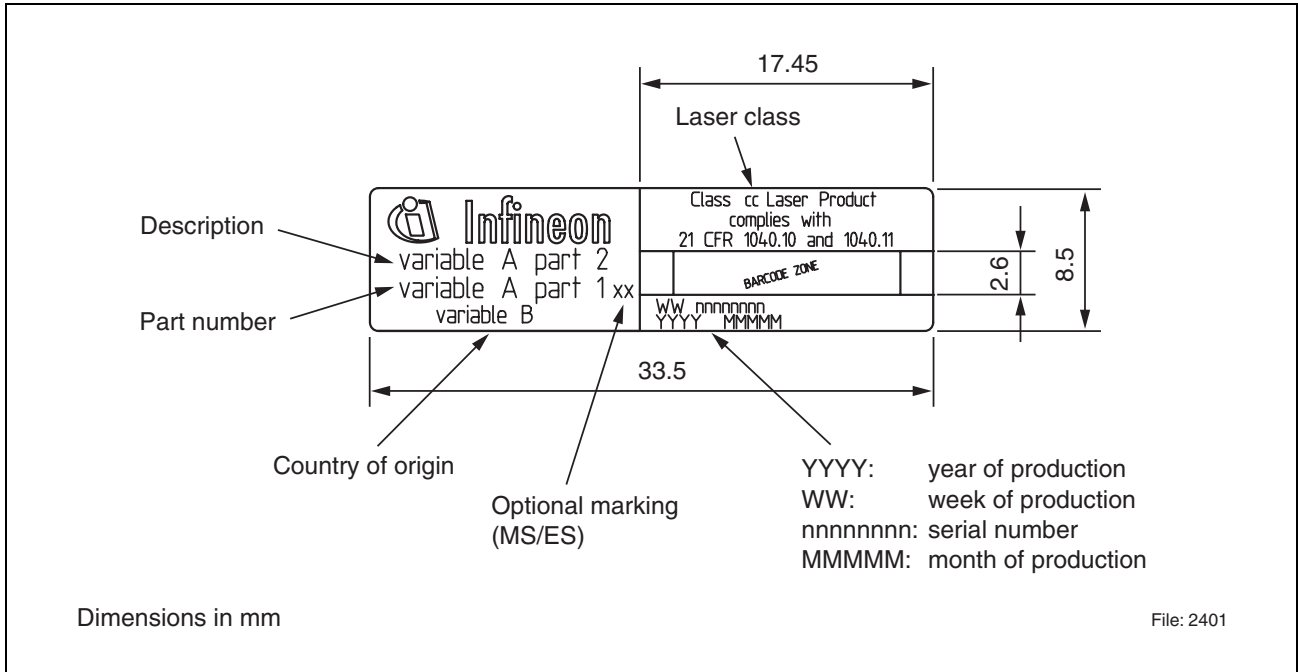 17.45
Laser class
Infineon
Class cc Laser Product
complies with
21 CFR 1040.10 and 1040.11
Description
variable A part 2
BARCODE ZONE
2.6
8.5
variable A part 1 xx
Part number
variable B
WW nnnnnnnn
YYYY MMMMM
33.5
Country of origin
Optional marking
(MS/ES)
YYYY: year of production
WW: week of production
nnnnnnnn: serial number
MMMMM: month of production
Dimensions in mm
File: 2401